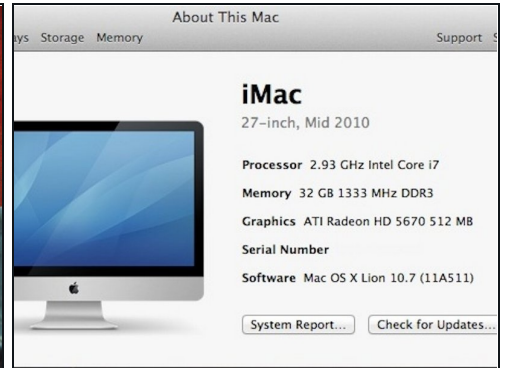 About This Mac
Storage Memory Support
iMac
27-inch, Mid 2010
Processor 2.93 GHz Intel Core i7
Memory 32 GB 1333 MHz DDR3
Graphics ATI Radeon HD 5670 512 MB
Serial Number
Software Mac OS X Lion 10.7 (11A511)
System Report... Check for Updates...